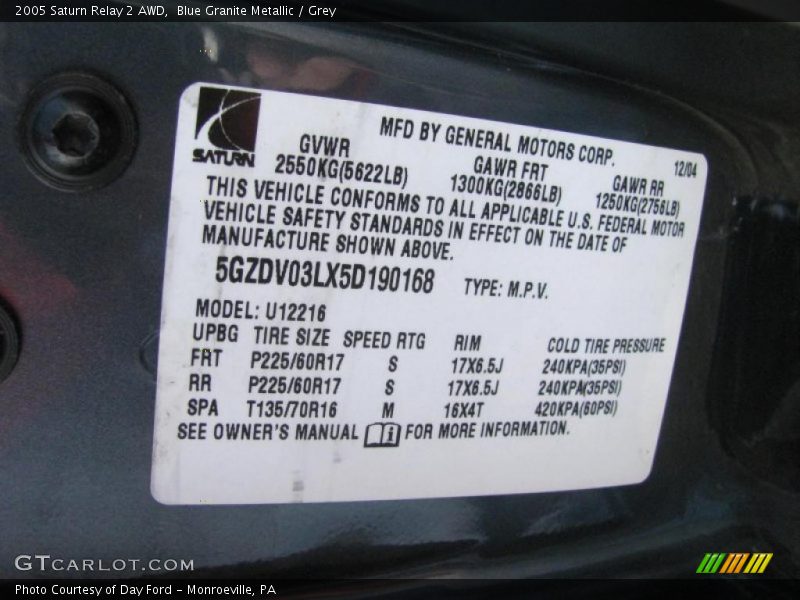 2005 Saturn Relay 2 AWD, Blue Granite Metallic / Grey
SATURN
MFD BY GENERAL MOTORS CORP. 12/04
GVWR GAWR FRT GAWR RR
2550KG(5622LB) 1300KG(2866LB) 1250KG(2756LB)
THIS VEHICLE CONFORMS TO ALL APPLICABLE U.S. FEDERAL MOTOR
VEHICLE SAFETY STANDARDS IN EFFECT ON THE DATE OF
MANUFACTURE SHOWN ABOVE.
5GZDV03LX5D190168 TYPE: M.P.V.
MODEL: U12216
UPBG TIRE SIZE SPEED RTG RIM COLD TIRE PRESSURE
FRT P225/60R17 S 17X6.5J 240KPA(35PSI)
RR P225/60R17 S 17X6.5J 240KPA(35PSI)
SPA T135/70R16 M 16X4T 420KPA(60PSI)
SEE OWNER'S MANUAL i FOR MORE INFORMATION.
GTCARLOT.COM
Photo Courtesy of Day Ford – Monroeville, PA